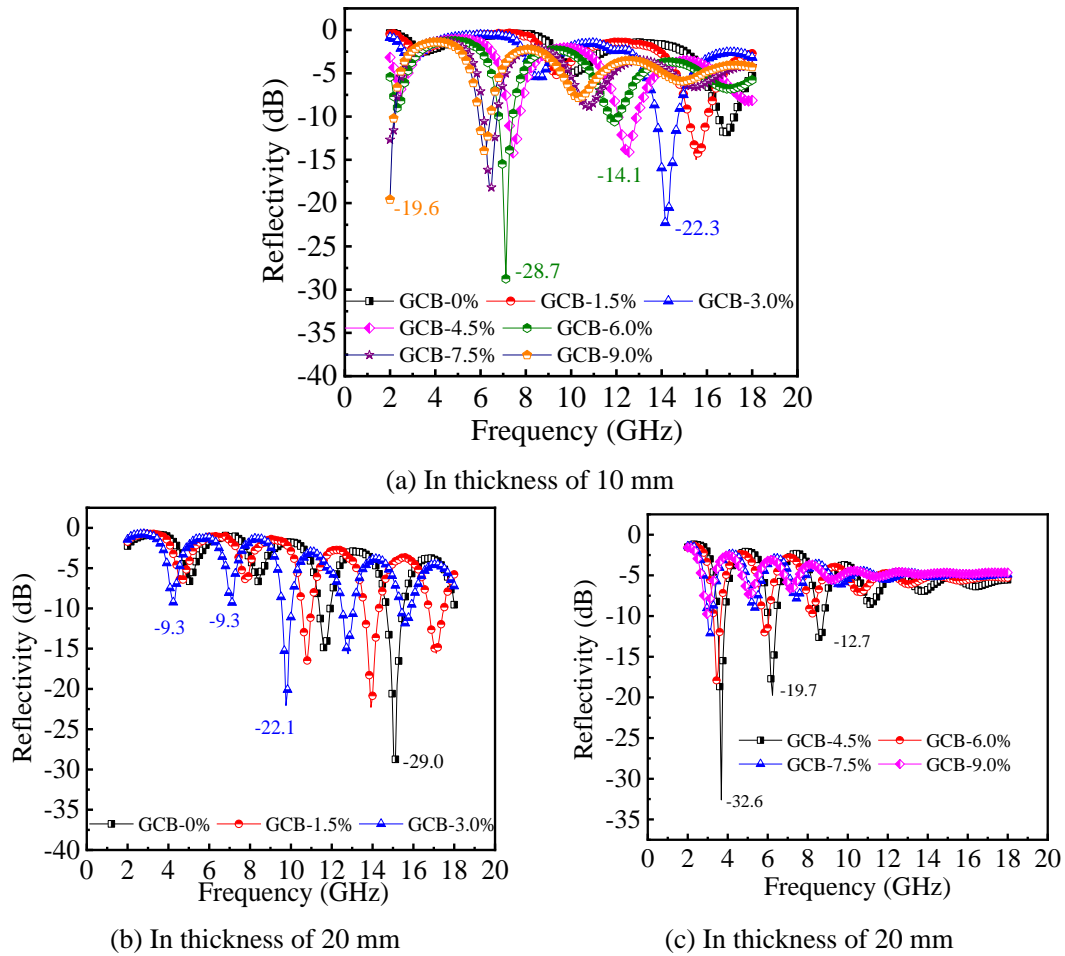 0
-5
-10
-15
-20
-25
-30
-35
-40
Reflectivity (dB)
-19.6
-28.7
-14.1
-22.3
GCB-0% GCB-1.5% GCB-3.0%
GCB-4.5% GCB-6.0%
GCB-7.5% GCB-9.0%
0 2 4 6 8 10 12 14 16 18 20
Frequency (GHz)
(a) In thickness of 10 mm
0
-5
-10
-15
-20
-25
-30
-35
-40
Reflectivity (dB)
-9.3 -9.3
-22.1
-29.0
GCB-0% GCB-1.5% GCB-3.0%
0 2 4 6 8 10 12 14 16 18 20
Frequency (GHz)
(b) In thickness of 20 mm
0
-5
-10
-15
-20
-25
-30
-35
Reflectivity (dB)
-12.7
-19.7
-32.6
GCB-4.5% GCB-6.0%
GCB-7.5% GCB-9.0%
0 2 4 6 8 10 12 14 16 18 20
Frequency (GHz)
(c) In thickness of 20 mm